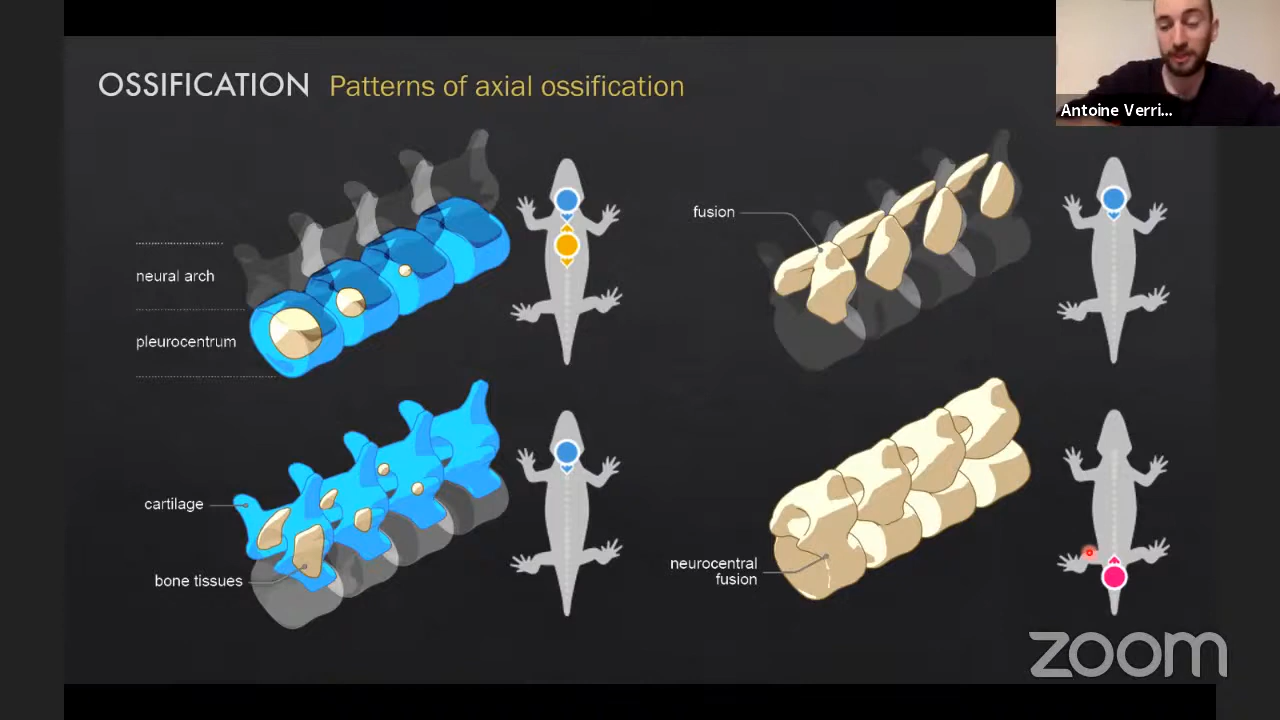 OSSIFICATION Patterns of axial ossification
Antoine Verri...
neural arch
pleurocentrum
fusion
cartilage
bone tissues
neurocentral
fusion
zoom